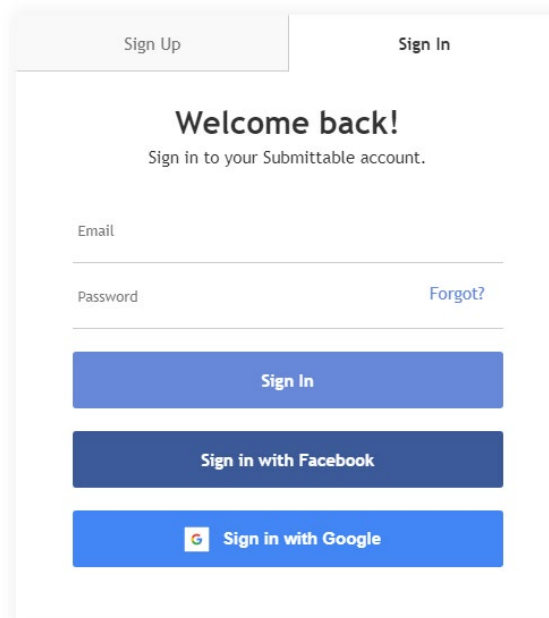 Sign Up
Sign In
Welcome back!
Sign in to your Submittable account.
Email
Password
Forgot?
Sign In
Sign in with Facebook
G Sign in with Google